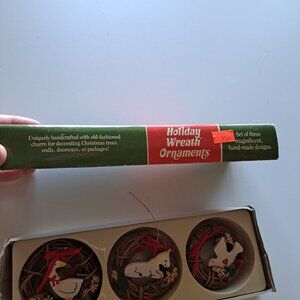 Uniquely handcrafted with old-fashioned
charm for decorating Christmas trees,
walls, doorways, or packages!
Holiday
Wreath
Ornaments
Set of three
magnificent,
hand-made designs